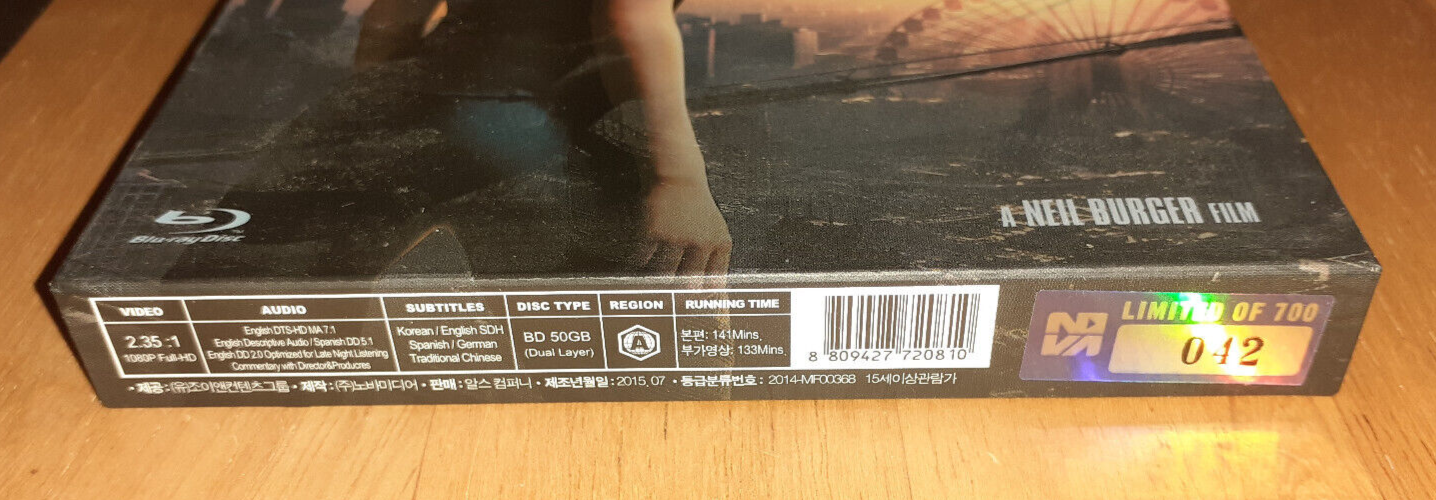 Blu-ray Disc
A NEIL BURGER FILM
VIDEO
2.35 :1
1080P Full-HD
AUDIO
English DTS-HD MA 7.1
English Descriptive Audio / Spanish DD 5.1
English DD 2.0 Optimized for Late Night Listening
Commentary with Director&Producres
SUBTITLES
Korean / English SDH
Spanish / German
Traditional Chinese
DISC TYPE
BD 50GB
(Dual Layer)
REGION
A
RUNNING TIME
본편: 141Mins.
부가영상: 133Mins.
8 809427 720810
NOVA
LIMITED OF 700
042
• 제공 : (유)조이앤컨텐츠그룹 • 제작 : (주)노바미디어 • 판매 : 알스 컴퍼니 • 제조년월일 : 2015. 07 • 등급분류번호 : 2014-MF00368 15세이상관람가